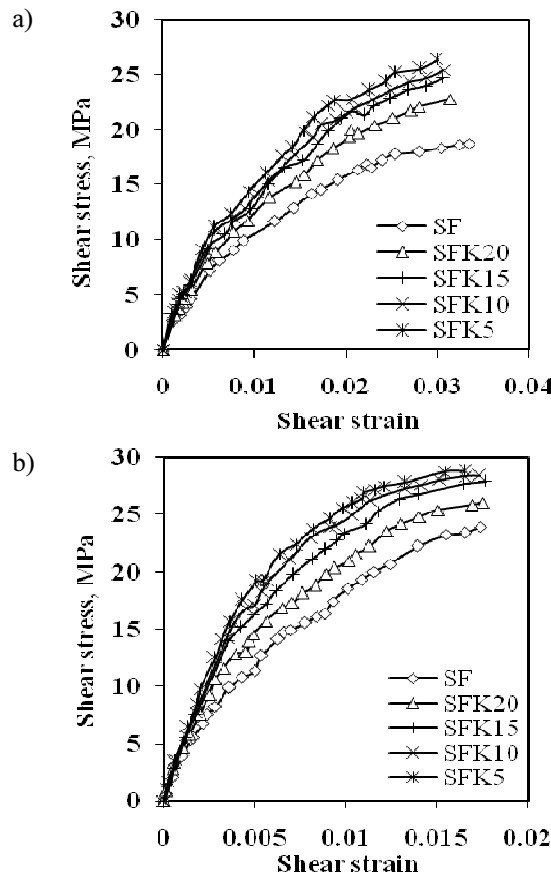 a)
30
25
20
15
10
5
0
Shear stress, MPa
SF
SFK20
SFK15
SFK10
SFK5
0 0.01 0.02 0.03 0.04
Shear strain
b)
30
25
20
15
10
5
0
Shear stress, MPa
SF
SFK20
SFK15
SFK10
SFK5
0 0.005 0.01 0.015 0.02
Shear strain